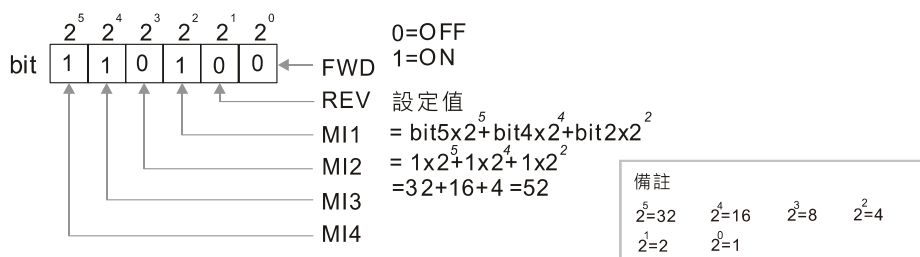 2⁵ 2⁴ 2³ 2² 2¹ 2⁰
bit 1 1 0 1 0 0
0=OFF
1=ON
FWD
REV
MI1
MI2
MI3
MI4
設定值
= bit5x2⁵+bit4x2⁴+bit2x2²
= 1x2⁵+1x2⁴+1x2²
=32+16+4 =52
備註
2⁵=32 2⁴=16 2³=8 2²=4
2¹=2 2⁰=1